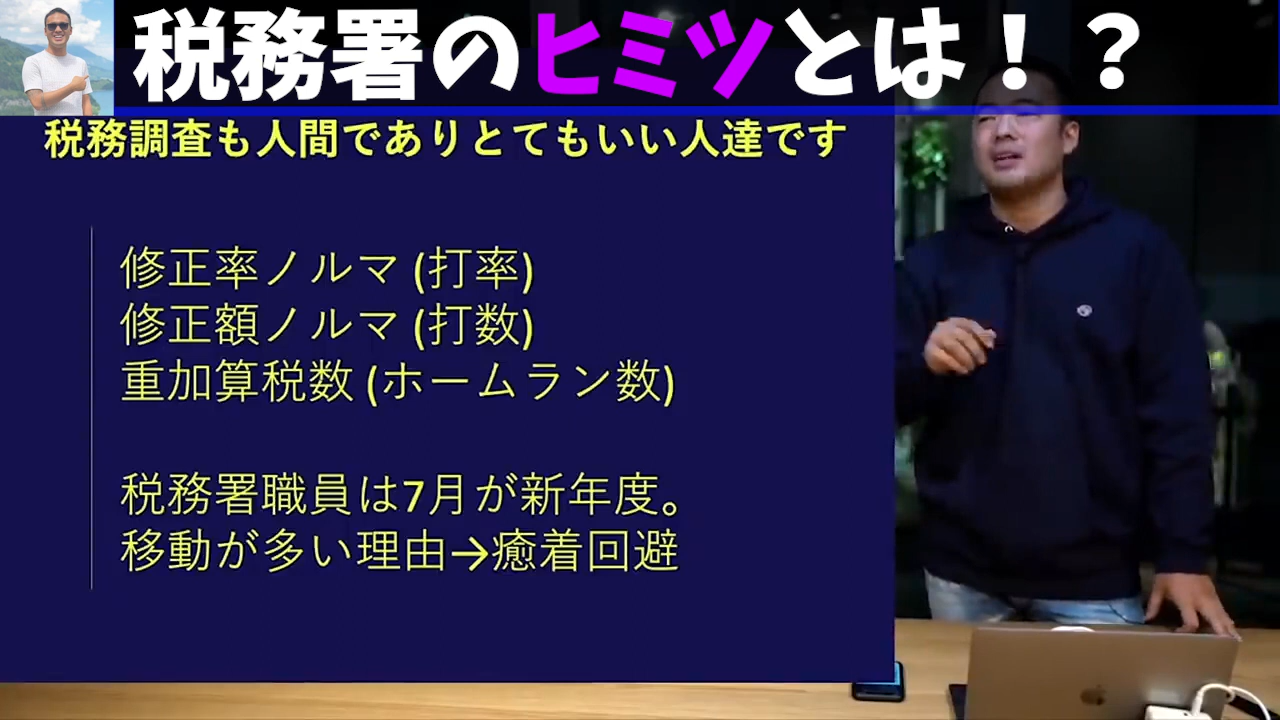 税務署のヒミツとは！？
税務調査も人間でありとてもいい人達です
修正率ノルマ (打率)
修正額ノルマ (打数)
重加算税数 (ホームラン数)
税務署職員は7月が新年度。
移動が多い理由→癒着回避